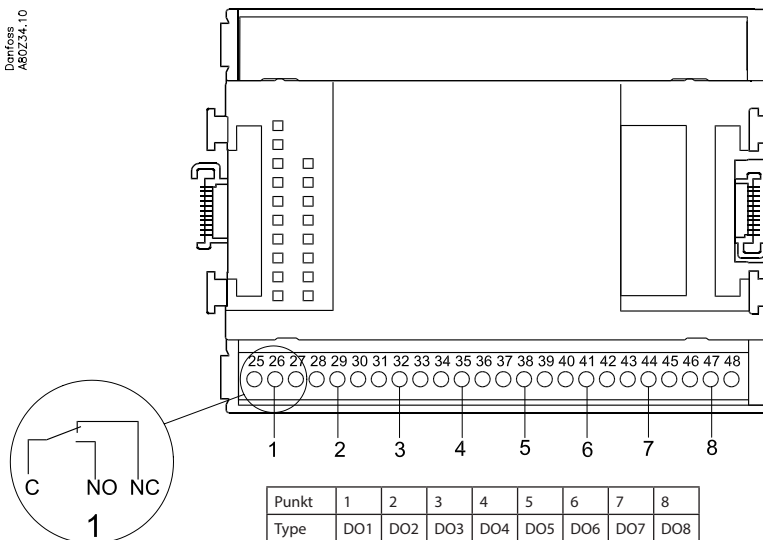 Danfoss
A80Z34.10
25 26 27 28 29 30 31 32 33 34 35 36 37 38 39 40 41 42 43 44 45 46 47 48
1 2 3 4 5 6 7 8
C NO NC
1
Punkt 1 2 3 4 5 6 7 8
Type DO1 DO2 DO3 DO4 DO5 DO6 DO7 DO8